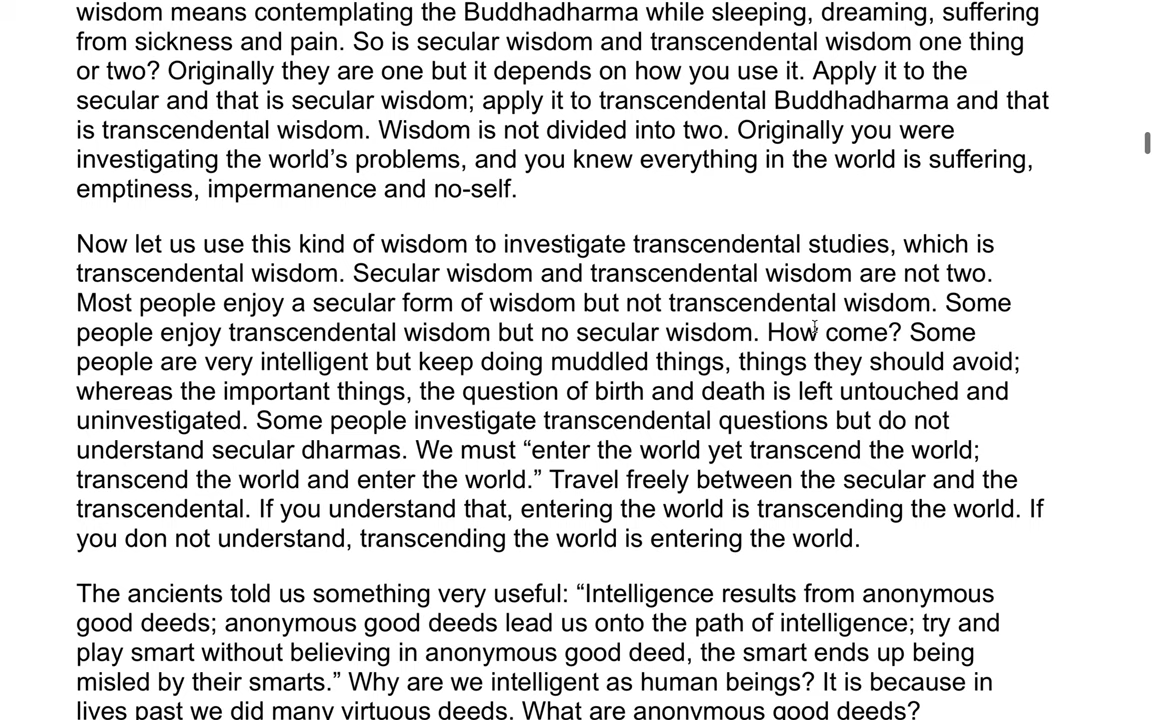 wisdom means contemplating the Buddhadharma while sleeping, dreaming, suffering
from sickness and pain. So is secular wisdom and transcendental wisdom one thing
or two? Originally they are one but it depends on how you use it. Apply it to the
secular and that is secular wisdom; apply it to transcendental Buddhadharma and that
is transcendental wisdom. Wisdom is not divided into two. Originally you were
investigating the world’s problems, and you knew everything in the world is suffering,
emptiness, impermanence and no-self.
Now let us use this kind of wisdom to investigate transcendental studies, which is
transcendental wisdom. Secular wisdom and transcendental wisdom are not two.
Most people enjoy a secular form of wisdom but not transcendental wisdom. Some
people enjoy transcendental wisdom but no secular wisdom. How come? Some
people are very intelligent but keep doing muddled things, things they should avoid;
whereas the important things, the question of birth and death is left untouched and
uninvestigated. Some people investigate transcendental questions but do not
understand secular dharmas. We must “enter the world yet transcend the world;
transcend the world and enter the world.” Travel freely between the secular and the
transcendental. If you understand that, entering the world is transcending the world. If
you don not understand, transcending the world is entering the world.
The ancients told us something very useful: “Intelligence results from anonymous
good deeds; anonymous good deeds lead us onto the path of intelligence; try and
play smart without believing in anonymous good deed, the smart ends up being
misled by their smarts.” Why are we intelligent as human beings? It is because in
lives past we did many virtuous deeds. What are anonymous good deeds?